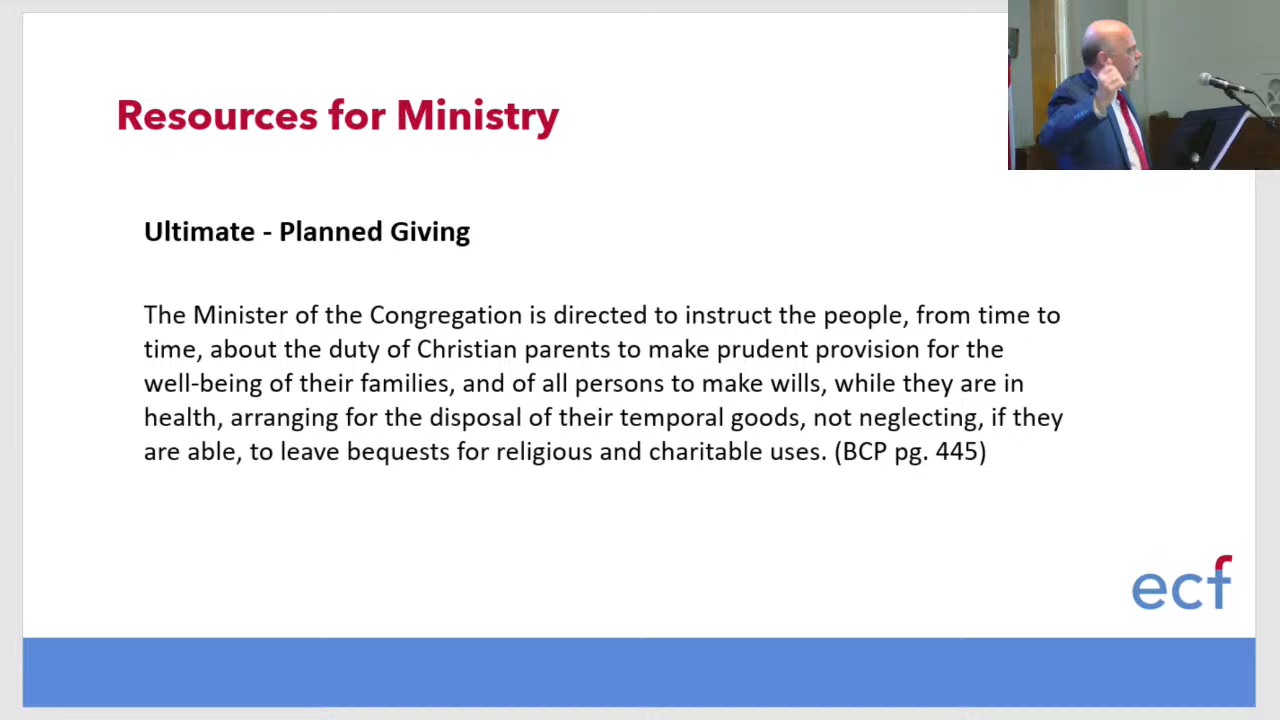 Resources for Ministry
Ultimate - Planned Giving
The Minister of the Congregation is directed to instruct the people, from time to
time, about the duty of Christian parents to make prudent provision for the
well-being of their families, and of all persons to make wills, while they are in
health, arranging for the disposal of their temporal goods, not neglecting, if they
are able, to leave bequests for religious and charitable uses. (BCP pg. 445)
ecf